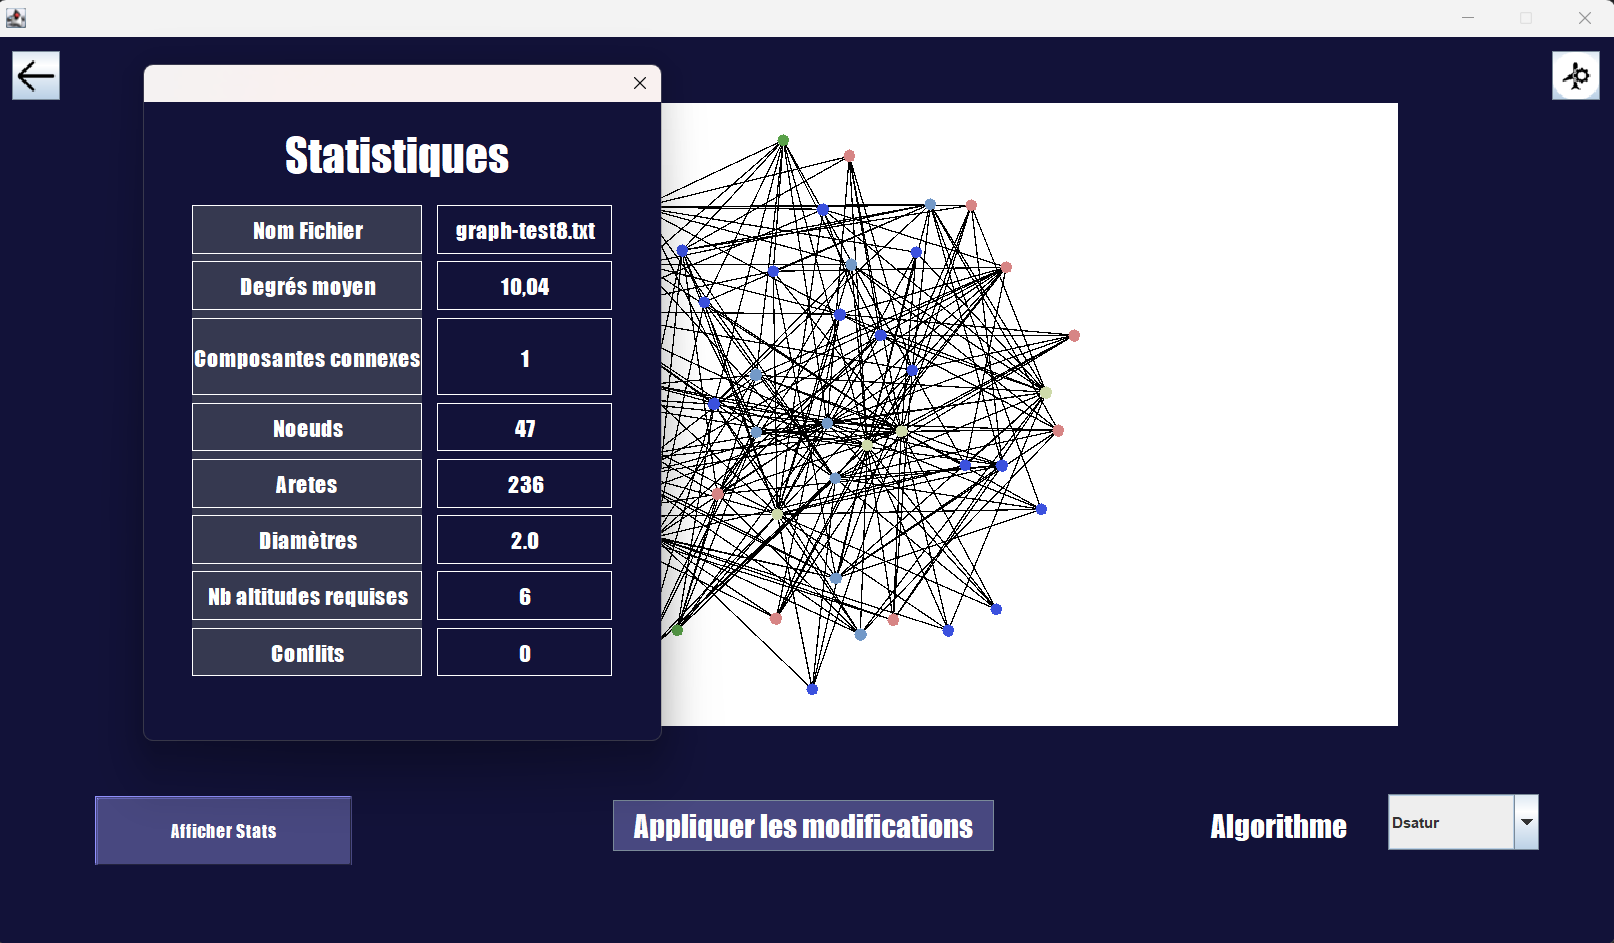 Statistiques
Nom Fichier graph-test8.txt
Degrés moyen 10,04
Composantes connexes 1
Noeuds 47
Aretes 236
Diamètres 2.0
Nb altitudes requises 6
Conflits 0
Afficher Stats
Appliquer les modifications
Algorithme
Dsatur